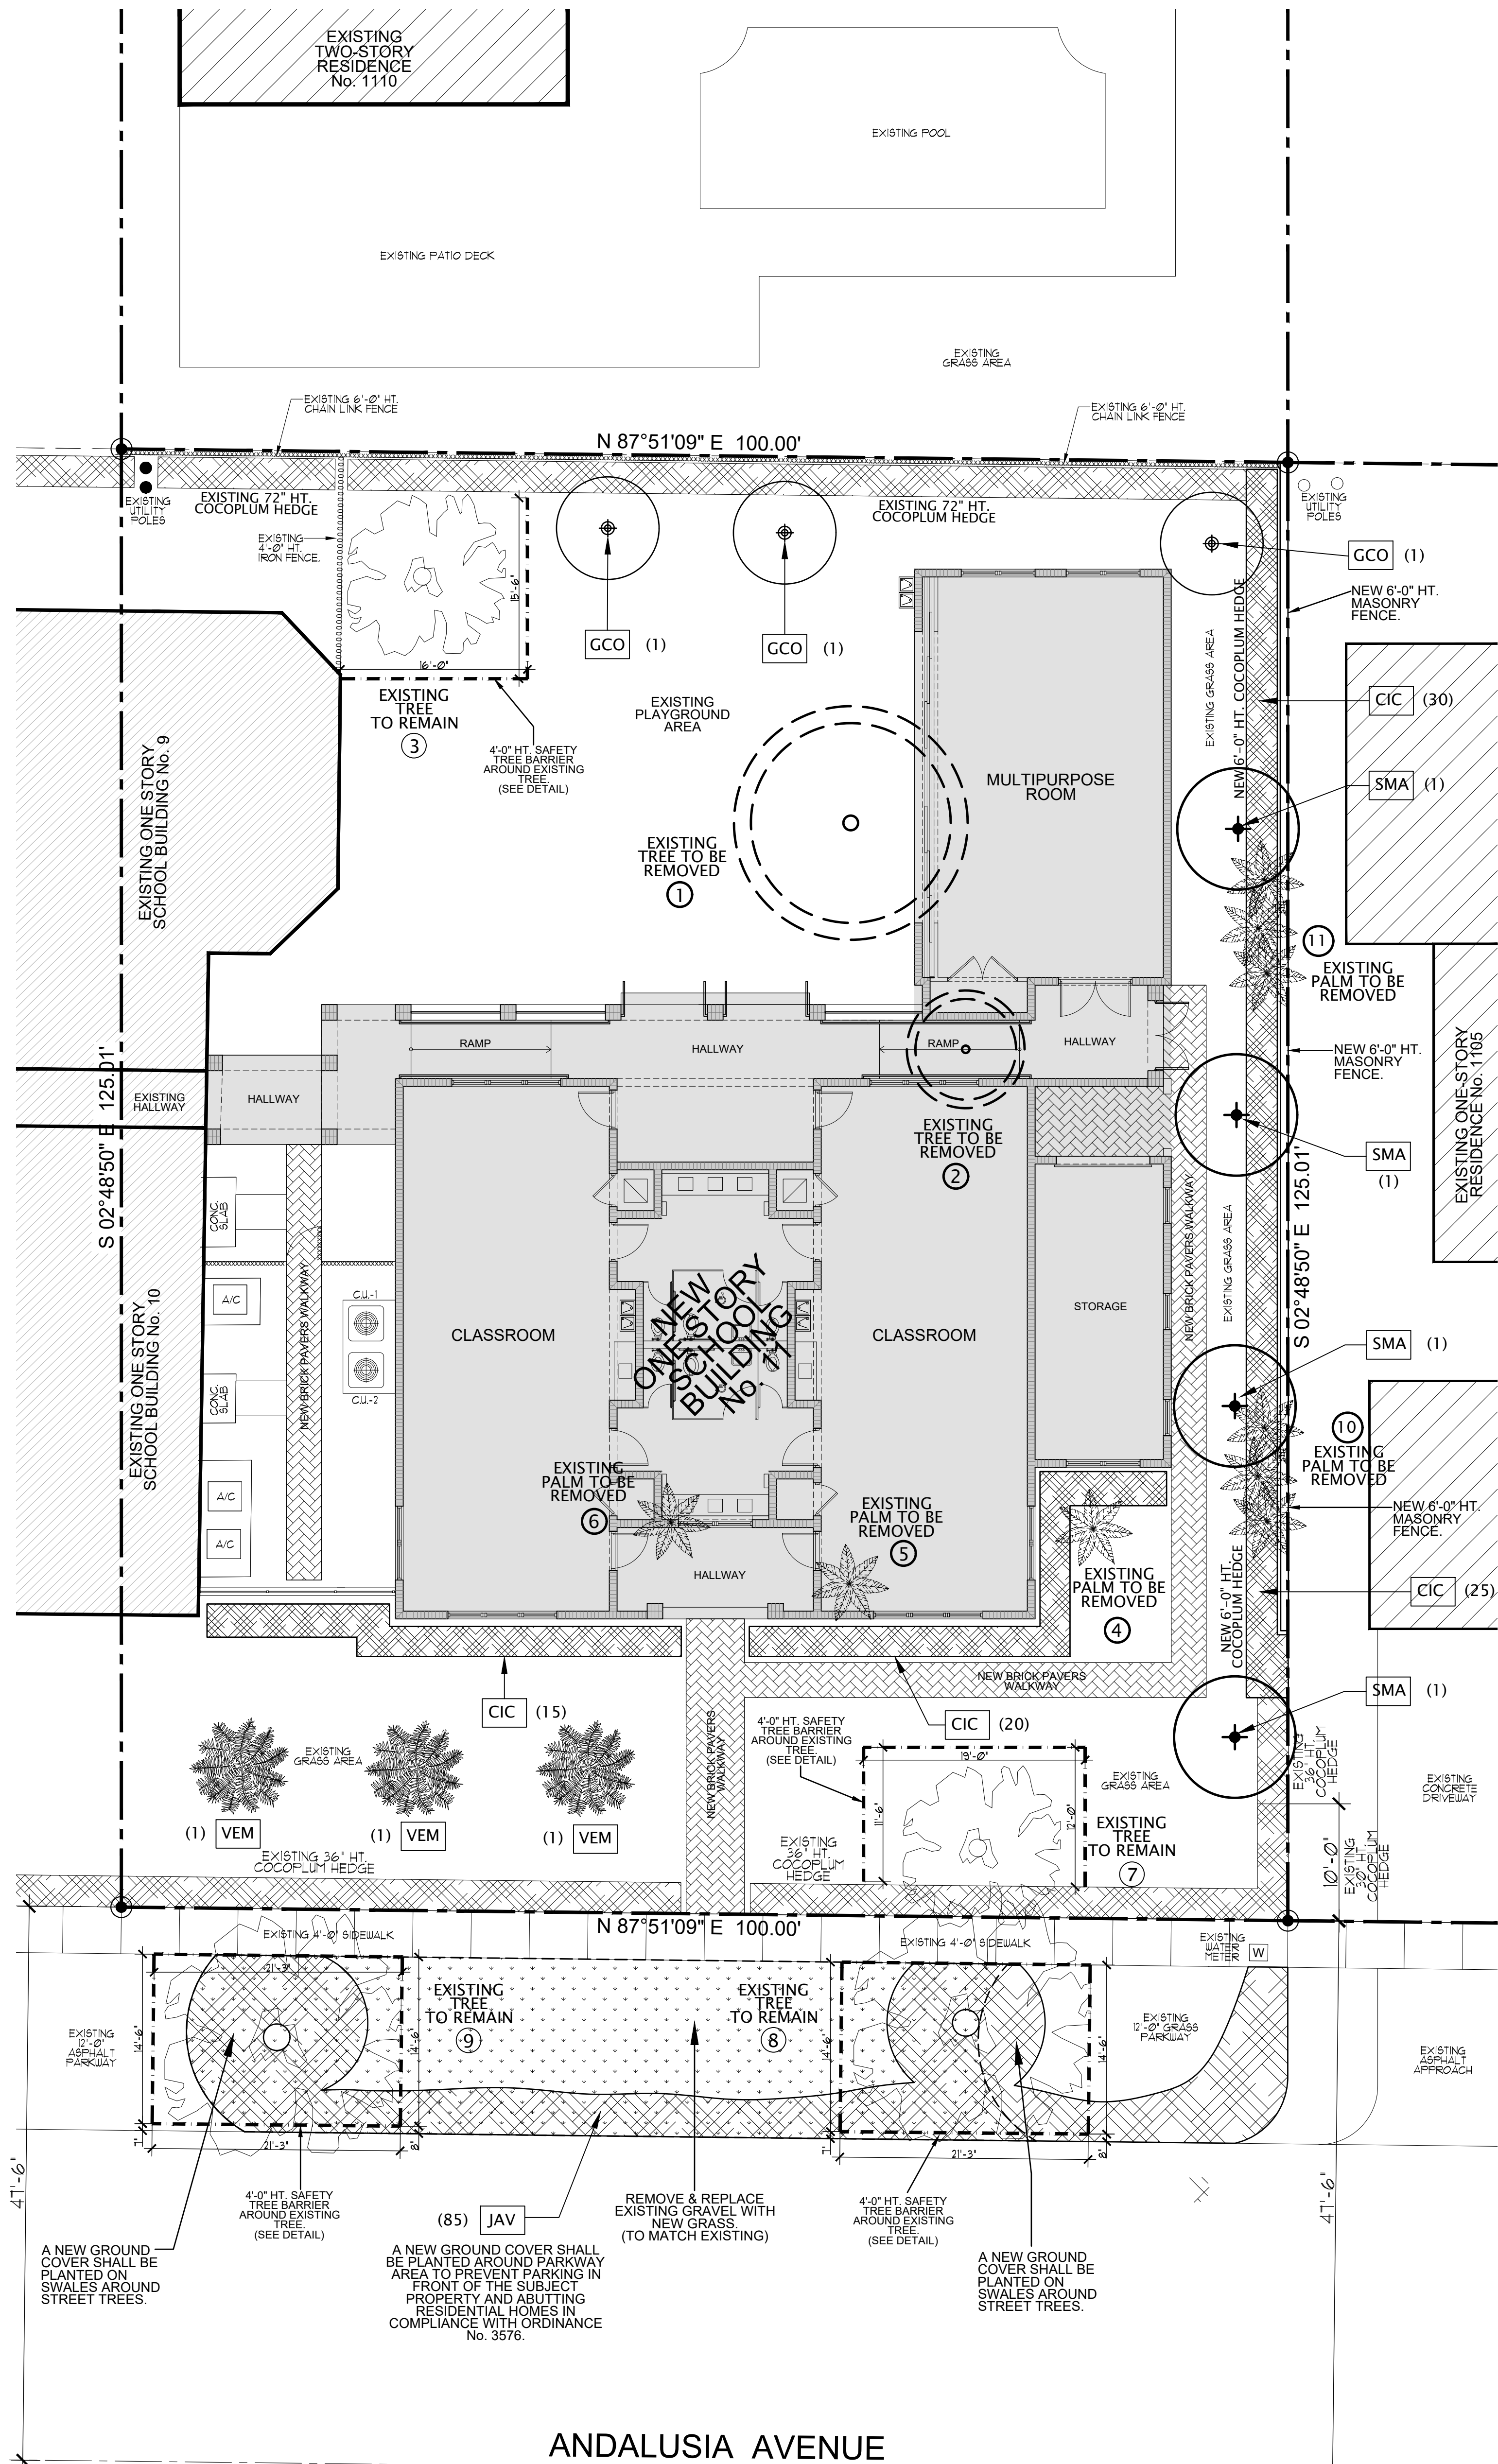 EXISTING
TWO-STORY
RESIDENCE
No. 1110
EXISTING POOL
EXISTING PATIO DECK
EXISTING
GRASS AREA
EXISTING 6'-0" HT.
CHAIN LINK FENCE
EXISTING 6'-0" HT.
CHAIN LINK FENCE
N 87°51'09" E 100.00'
EXISTING
UTILITY
POLES
EXISTING 72" HT.
COCOPLUM HEDGE
EXISTING 72" HT.
COCOPLUM HEDGE
EXISTING
UTILITY
POLES
EXISTING
4'-0" HT.
IRON FENCE.
15'-6"
16'-0"
GCO (1)
GCO (1)
GCO (1)
NEW 6'-0" HT.
MASONRY
FENCE.
EXISTING
TREE
TO REMAIN
3
4'-0" HT. SAFETY
TREE BARRIER
AROUND EXISTING
TREE.
(SEE DETAIL)
EXISTING
PLAYGROUND
AREA
EXISTING GRASS AREA
NEW 6'-0" HT. COCOPLUM HEDGE
CIC (30)
SMA (1)
MULTIPURPOSE
ROOM
EXISTING ONE STORY
SCHOOL BUILDING No. 9
EXISTING
TREE TO BE
REMOVED
1
11
EXISTING
PALM TO BE
REMOVED
NEW 6'-0" HT.
MASONRY
FENCE.
EXISTING ONE-STORY
RESIDENCE No. 1105
S 02°48'50" E 125.01'
EXISTING
HALLWAY
HALLWAY
RAMP
HALLWAY
RAMP
HALLWAY
EXISTING
TREE TO BE
REMOVED
2
SMA
(1)
S 02°48'50" E 125.01'
CONC.
SLAB
A/C
CONC.
SLAB
A/C
A/C
NEW BRICK PAVERS WALKWAY
C.U.-1
C.U.-2
EXISTING ONE STORY
SCHOOL BUILDING No. 10
CLASSROOM
NEW
ONE-STORY
SCHOOL
BUILDING
No. 11
CLASSROOM
STORAGE
NEW BRICK PAVERS WALKWAY
EXISTING GRASS AREA
SMA (1)
10
EXISTING
PALM TO BE
REMOVED
NEW 6'-0" HT.
MASONRY
FENCE.
EXISTING
PALM TO BE
REMOVED
6
EXISTING
PALM TO BE
REMOVED
5
HALLWAY
EXISTING
PALM TO BE
REMOVED
4
NEW 6'-0" HT.
COCOPLUM HEDGE
CIC (25)
NEW BRICK PAVERS
WALKWAY
SMA (1)
CIC (15)
CIC (20)
NEW BRICK PAVERS
WALKWAY
4'-0" HT. SAFETY
TREE BARRIER
AROUND EXISTING
TREE.
(SEE DETAIL)
19'-0"
11'-6"
12'-0"
EXISTING
GRASS AREA
EXISTING
GRASS AREA
EXISTING
36" HT.
COCOPLUM
HEDGE
EXISTING
CONCRETE
DRIVEWAY
(1) VEM
(1) VEM
(1) VEM
EXISTING 36" HT.
COCOPLUM HEDGE
EXISTING
36" HT.
COCOPLUM
HEDGE
EXISTING
TREE
TO REMAIN
7
10'-0"
EXISTING
30" HT.
COCOPLUM
HEDGE
N 87°51'09" E 100.00'
EXISTING 4'-0" SIDEWALK
EXISTING 4'-0" SIDEWALK
EXISTING
WATER
METER
W
21'-3"
EXISTING
12'-0"
ASPHALT
PARKWAY
14'-6"
14'-6"
EXISTING
TREE
TO REMAIN
9
EXISTING
TREE
TO REMAIN
8
14'-6"
14'-6"
EXISTING
12'-0" GRASS
PARKWAY
EXISTING
ASPHALT
APPROACH
7'
21'-3"
8'
7'
21'-3"
8'
47'-6"
47'-6"
4'-0" HT. SAFETY
TREE BARRIER
AROUND EXISTING
TREE.
(SEE DETAIL)
(85) JAV
REMOVE & REPLACE
EXISTING GRAVEL WITH
NEW GRASS.
(TO MATCH EXISTING)
4'-0" HT. SAFETY
TREE BARRIER
AROUND EXISTING
TREE.
(SEE DETAIL)
A NEW GROUND
COVER SHALL BE
PLANTED ON
SWALES AROUND
STREET TREES.
A NEW GROUND COVER SHALL
BE PLANTED AROUND PARKWAY
AREA TO PREVENT PARKING IN
FRONT OF THE SUBJECT
PROPERTY AND ABUTTING
RESIDENTIAL HOMES IN
COMPLIANCE WITH ORDINANCE
No. 3576.
A NEW GROUND
COVER SHALL BE
PLANTED ON
SWALES AROUND
STREET TREES.
ANDALUSIA AVENUE